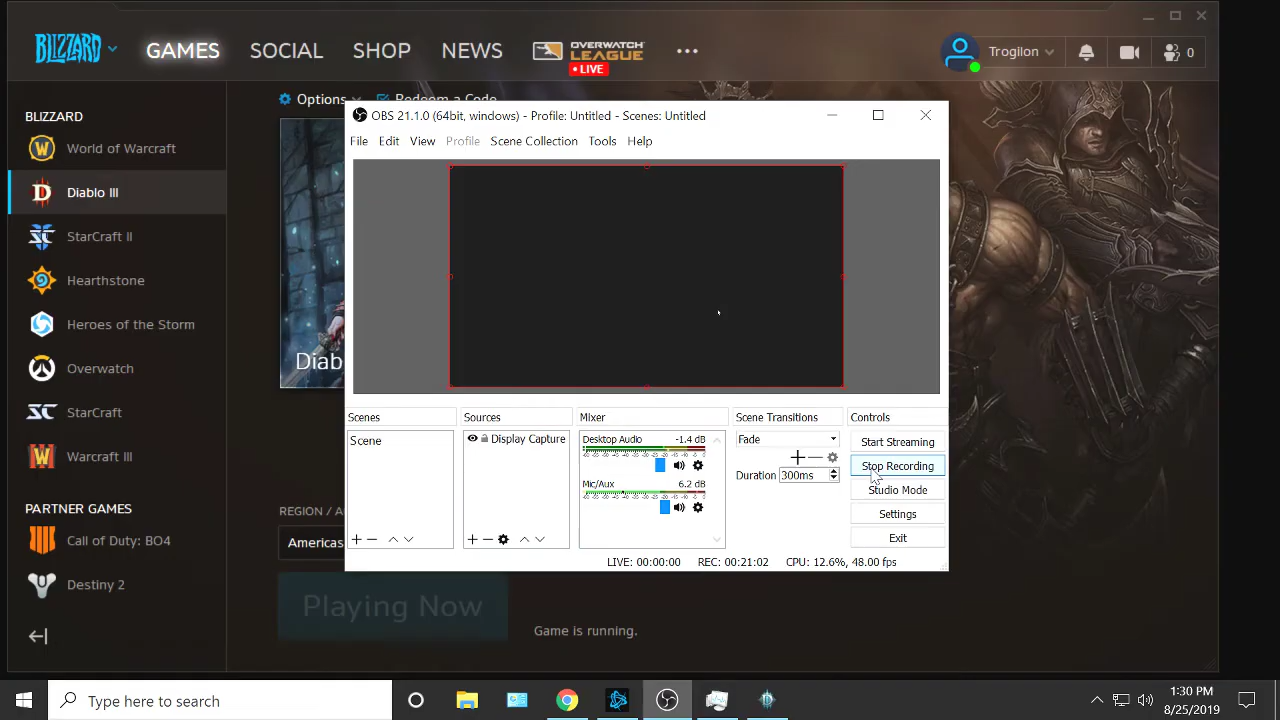 BLIZZARD
GAMES
SOCIAL
SHOP
NEWS
OVERWATCH
LEAGUE
• LIVE
Trogilon
0
BLIZZARD
World of Warcraft
Diablo III
StarCraft II
Hearthstone
Heroes of the Storm
Overwatch
StarCraft
Warcraft III
PARTNER GAMES
Call of Duty: BO4
Destiny 2
Options
Redeem a Code
Diab
REGION / A
Americas
Playing Now
Game is running.
OBS 21.1.0 (64bit, windows) - Profile: Untitled - Scenes: Untitled
File Edit View Profile Scene Collection Tools Help
Scenes
Scene
Sources
Display Capture
Mixer
Desktop Audio -1.4 dB
Mic/Aux 6.2 dB
Scene Transitions
Fade
Duration 300ms
Controls
Start Streaming
Stop Recording
Studio Mode
Settings
Exit
LIVE: 00:00:00 REC: 00:21:02 CPU: 12.6%, 48.00 fps
Type here to search
1:30 PM
8/25/2019